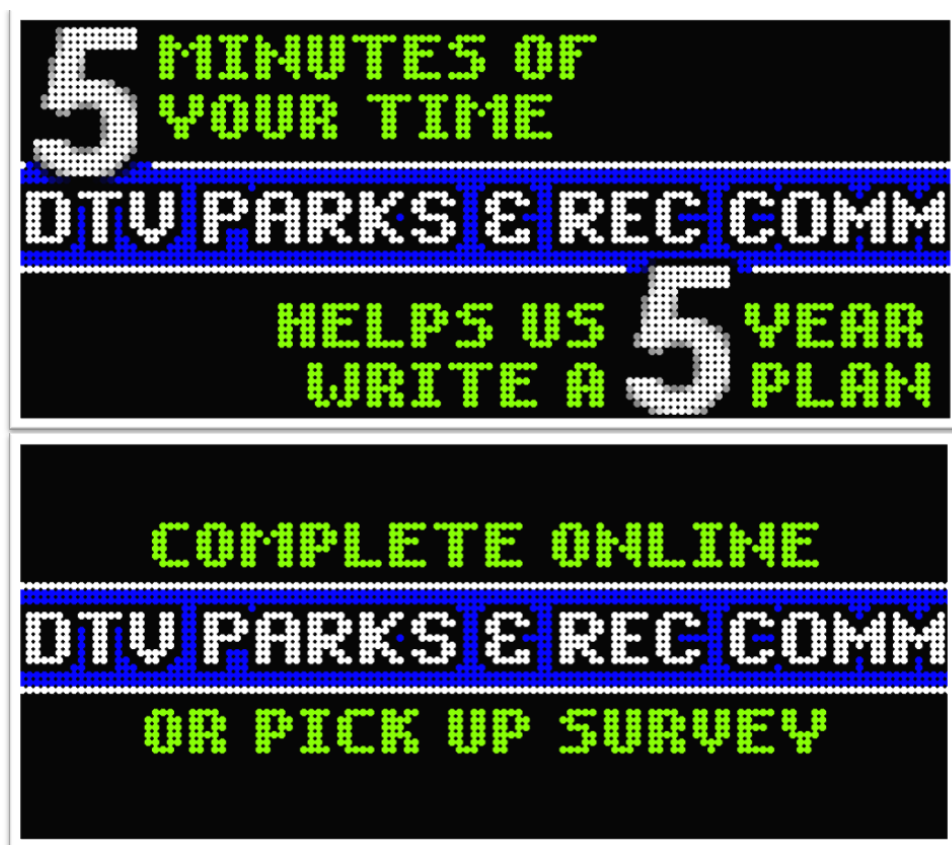 5 MINUTES OF
YOUR TIME
DTV PARKS & REC COMM
HELPS US 5 YEAR
WRITE A PLAN
COMPLETE ONLINE
DTV PARKS & REC COMM
OR PICK UP SURVEY